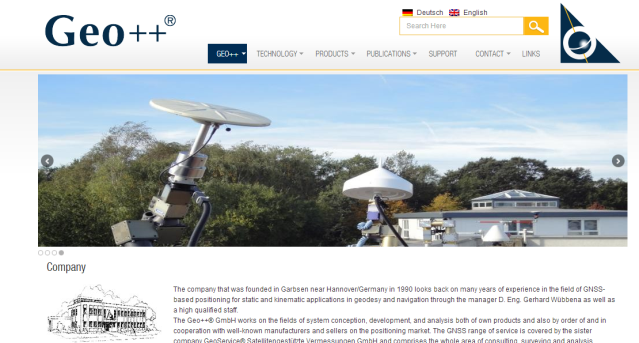 Geo++®
Deutsch English
Search Here
GEO++ TECHNOLOGY PRODUCTS PUBLICATIONS SUPPORT CONTACT LINKS
Company
The company that was founded in Garbsen near Hannover/Germany in 1990 looks back on many years of experience in the field of GNSS-
based positioning for static and kinematic applications in geodesy and navigation through the manager D. Eng. Gerhard Wübbena as well as
a high qualified staff.
The Geo++® GmbH works on the fields of system conception, development, and analysis both of own products and also by order of and in
cooperation with well-known manufacturers and sellers on the positioning market. The GNSS range of service is covered by the sister
company GeoService® Satellitengestützte Vermessungen GmbH and comprises the whole area of consulting, surveying and analysis